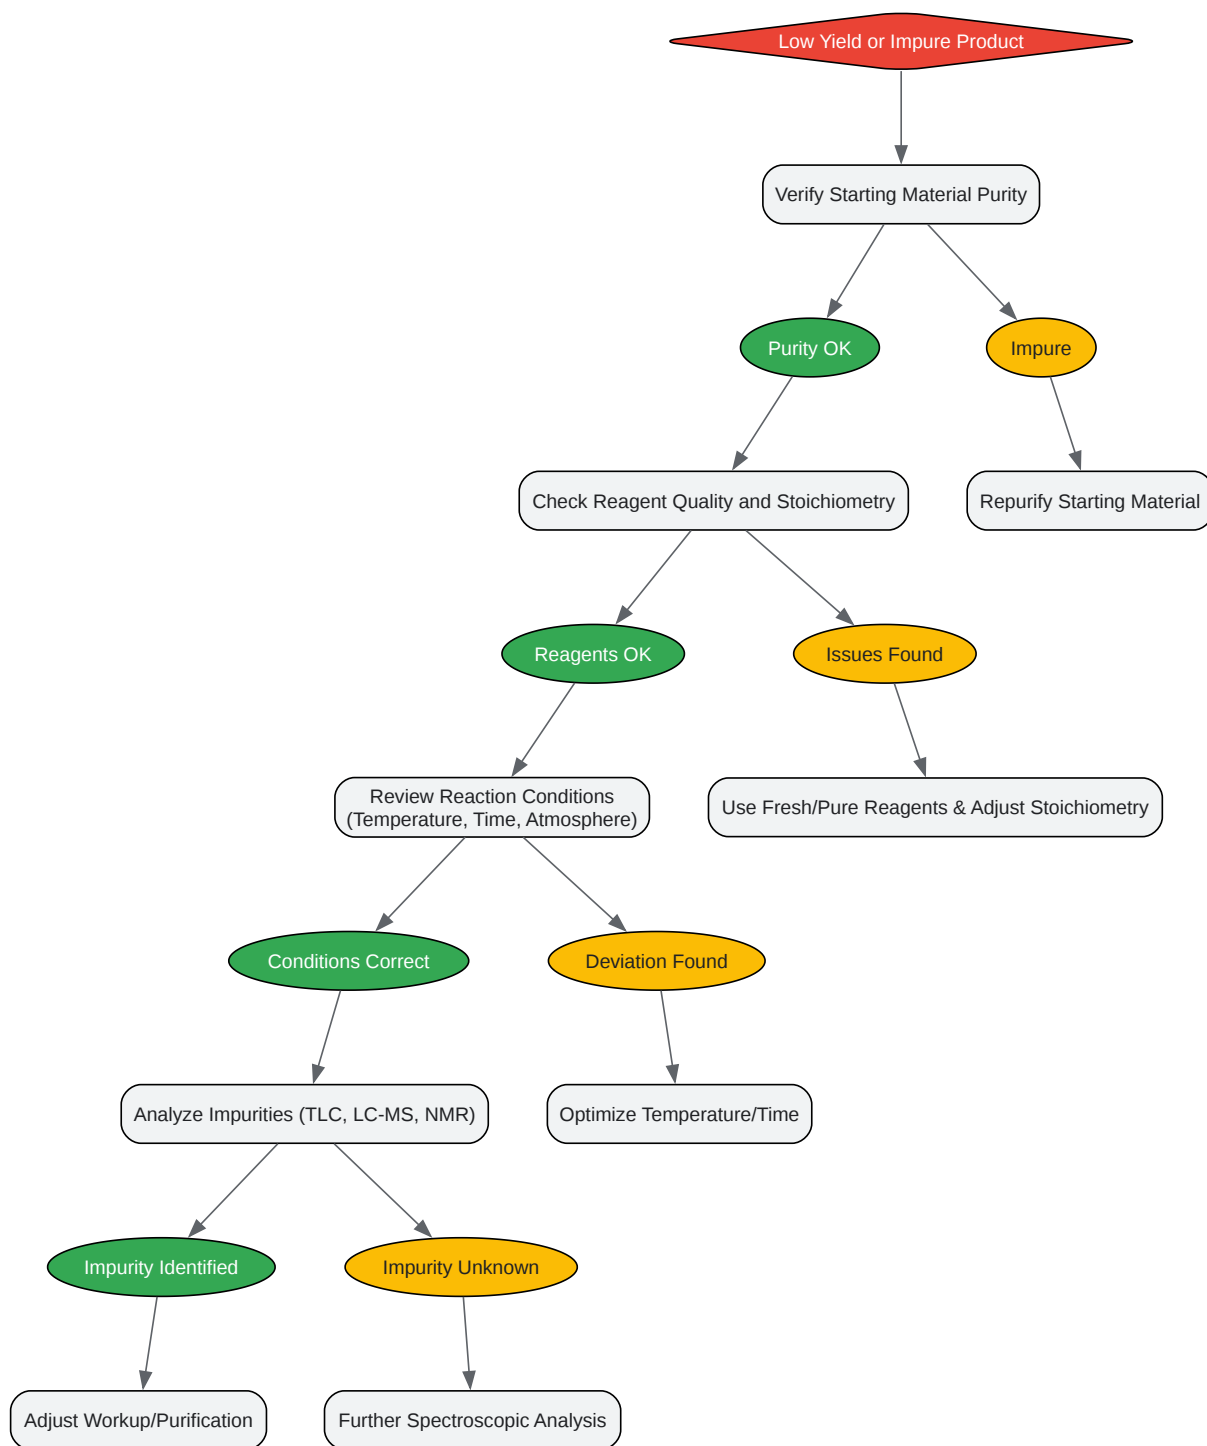 Low Yield or Impure Product
Verify Starting Material Purity
Purity OK
Impure
Check Reagent Quality and Stoichiometry
Repurify Starting Material
Reagents OK
Issues Found
Review Reaction Conditions
(Temperature, Time, Atmosphere)
Use Fresh/Pure Reagents & Adjust Stoichiometry
Conditions Correct
Deviation Found
Analyze Impurities (TLC, LC-MS, NMR)
Optimize Temperature/Time
Impurity Identified
Impurity Unknown
Adjust Workup/Purification
Further Spectroscopic Analysis